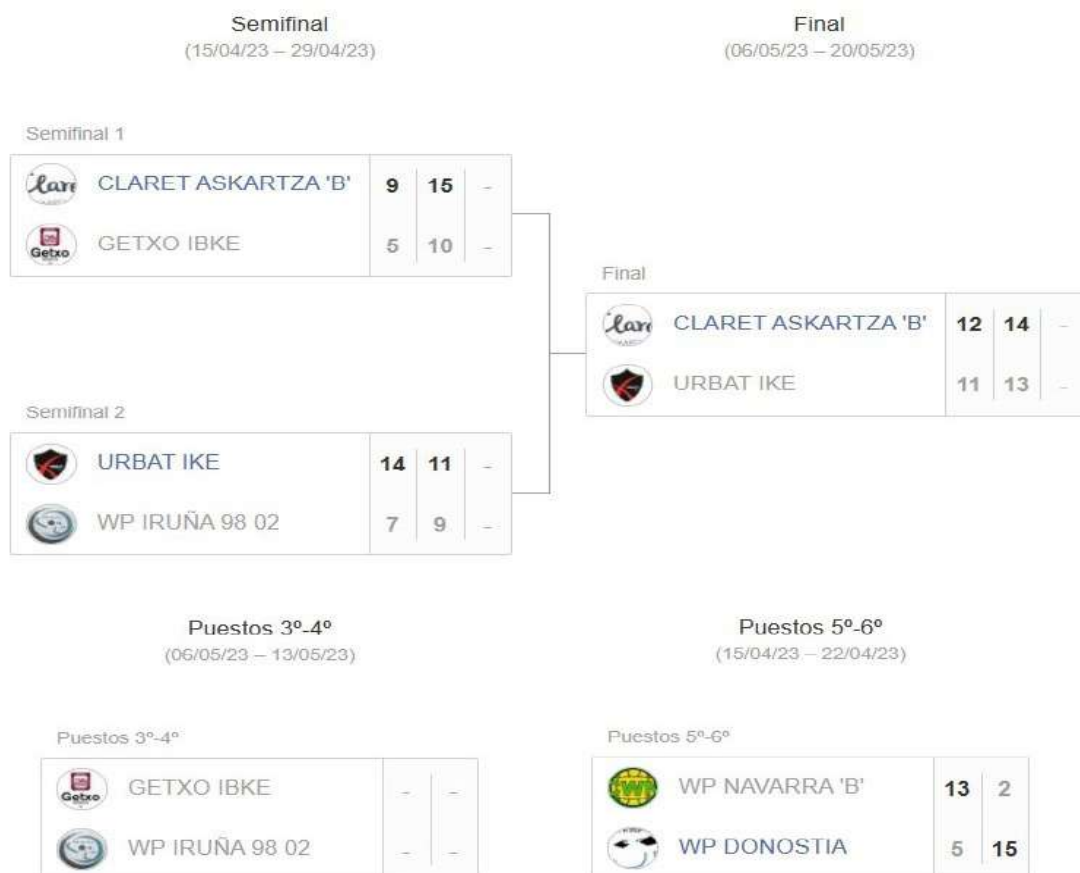 Semifinal
(15/04/23 – 29/04/23)
Final
(06/05/23 – 20/05/23)
Semifinal 1
CLARET ASKARTZA 'B' 9 15 -
GETXO IBKE 5 10 -
Getxo
Final
CLARET ASKARTZA 'B' 12 14 -
URBAT IKE 11 13 -
Semifinal 2
URBAT IKE 14 11 -
WP IRUÑA 98 02 7 9 -
Puestos 3º-4º
(06/05/23 – 13/05/23)
Puestos 5º-6º
(15/04/23 – 22/04/23)
Puestos 3º-4º
GETXO IBKE - -
Getxo
WP IRUÑA 98 02 - -
Puestos 5º-6º
WP NAVARRA 'B' 13 2
WP DONOSTIA 5 15